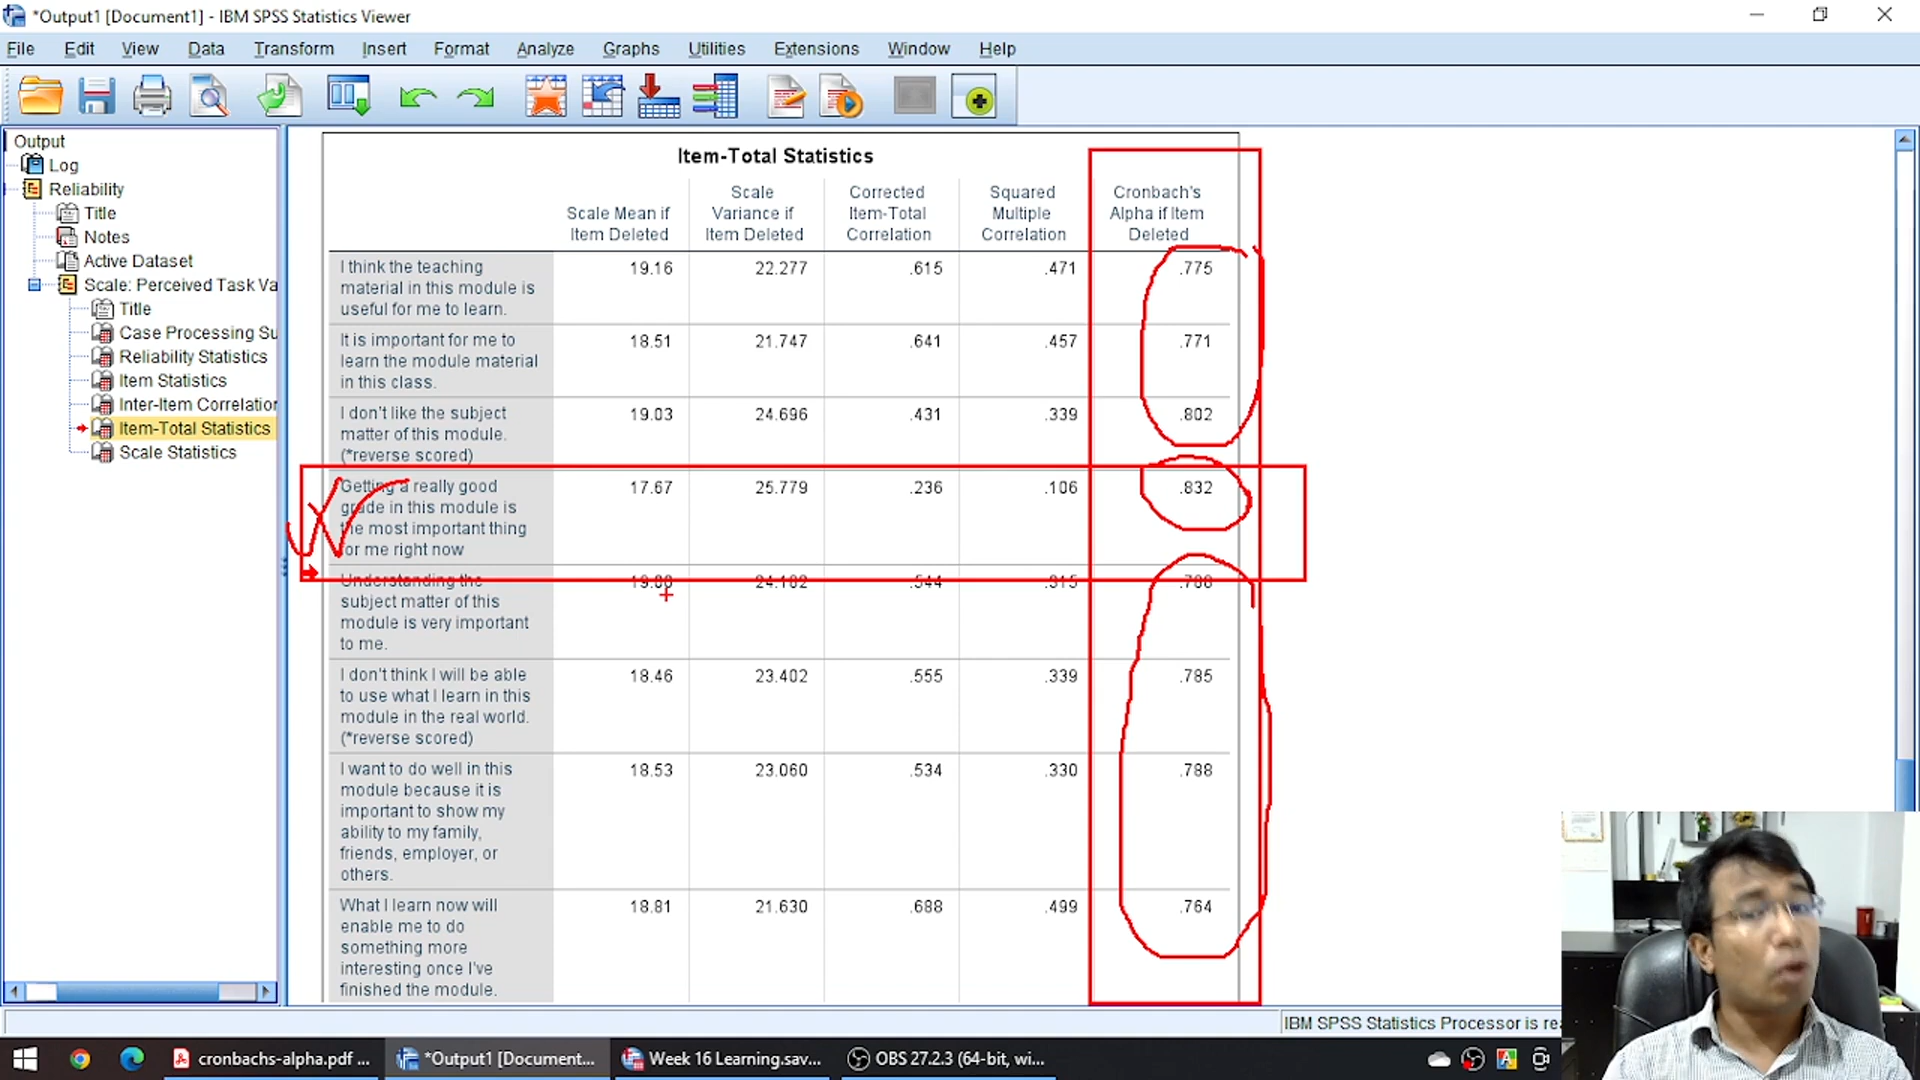 *Output1 [Document1] - IBM SPSS Statistics Viewer
File Edit View Data Transform Insert Format Analyze Graphs Utilities Extensions Window Help
Output
Log
Reliability
Title
Notes
Active Dataset
Scale: Perceived Task Va
Title
Case Processing Su
Reliability Statistics
Item Statistics
Inter-Item Correlation
Item-Total Statistics
Scale Statistics
Item-Total Statistics
Scale Mean if
Item Deleted
Scale
Variance if
Item Deleted
Corrected
Item-Total
Correlation
Squared
Multiple
Correlation
Cronbach's
Alpha if Item
Deleted
I think the teaching 19.16 22.277 .615 .471 .775
material in this module is
useful for me to learn.
It is important for me to 18.51 21.747 .641 .457 .771
learn the module material
in this class.
I don't like the subject 19.03 24.696 .431 .339 .802
matter of this module.
(*reverse scored)
Getting a really good 17.67 25.779 .236 .106 .832
grade in this module is
the most important thing
for me right now
Understanding the .544 .315
subject matter of this
module is very important
to me.
I don't think I will be able 18.46 23.402 .555 .339 .785
to use what I learn in this
module in the real world.
(*reverse scored)
I want to do well in this 18.53 23.060 .534 .330 .788
module because it is
important to show my
ability to my family,
friends, employer, or
others.
What I learn now will 18.81 21.630 .688 .499 .764
enable me to do
something more
interesting once I've
finished the module.
IBM SPSS Statistics Processor is
cronbachs-alpha.pdf ... *Output1 [Document... Week 16 Learning.sav... OBS 27.2.3 (64-bit, wi...